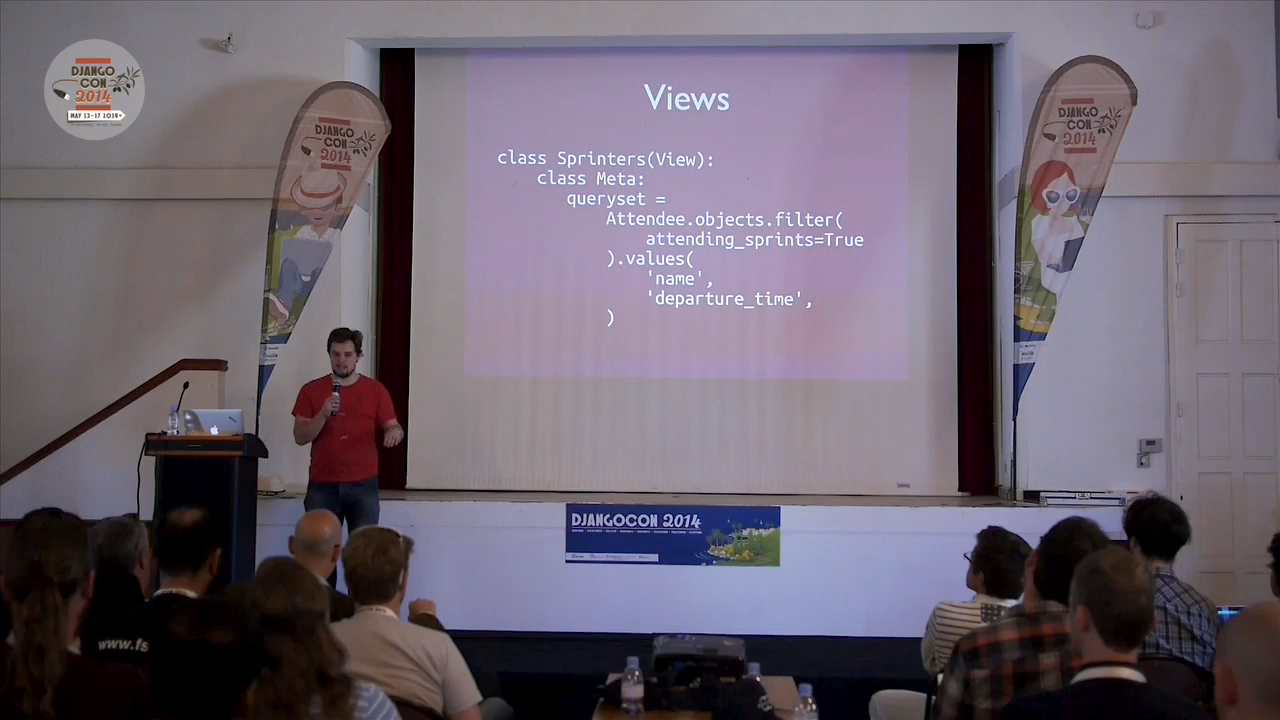 DJANGO
CON
2014
MAY 13-17 2014
DJANGO
CON
2014
DJANGO
CON
2014
Views
class Sprinters(View):
class Meta:
queryset =
Attendee.objects.filter(
attending_sprints=True
).values(
'name',
'departure_time',
)
DJANGOCON 2014
www.fs